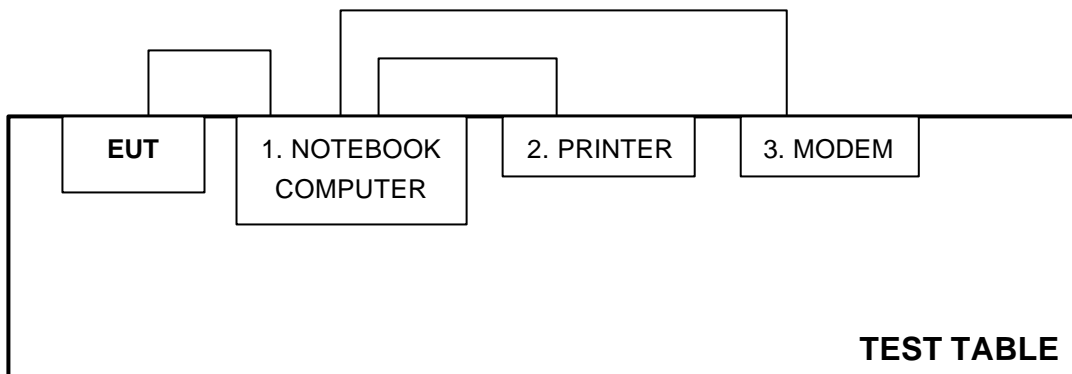 EUT
1. NOTEBOOK
COMPUTER
2. PRINTER
3. MODEM
TEST TABLE